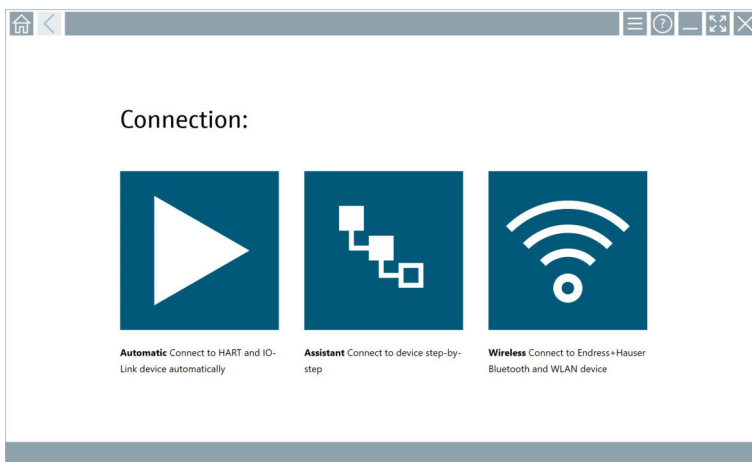 Connection:
Automatic Connect to HART and IO-
Link device automatically
Assistant Connect to device step-by-
step
Wireless Connect to Endress+Hauser
Bluetooth and WLAN device